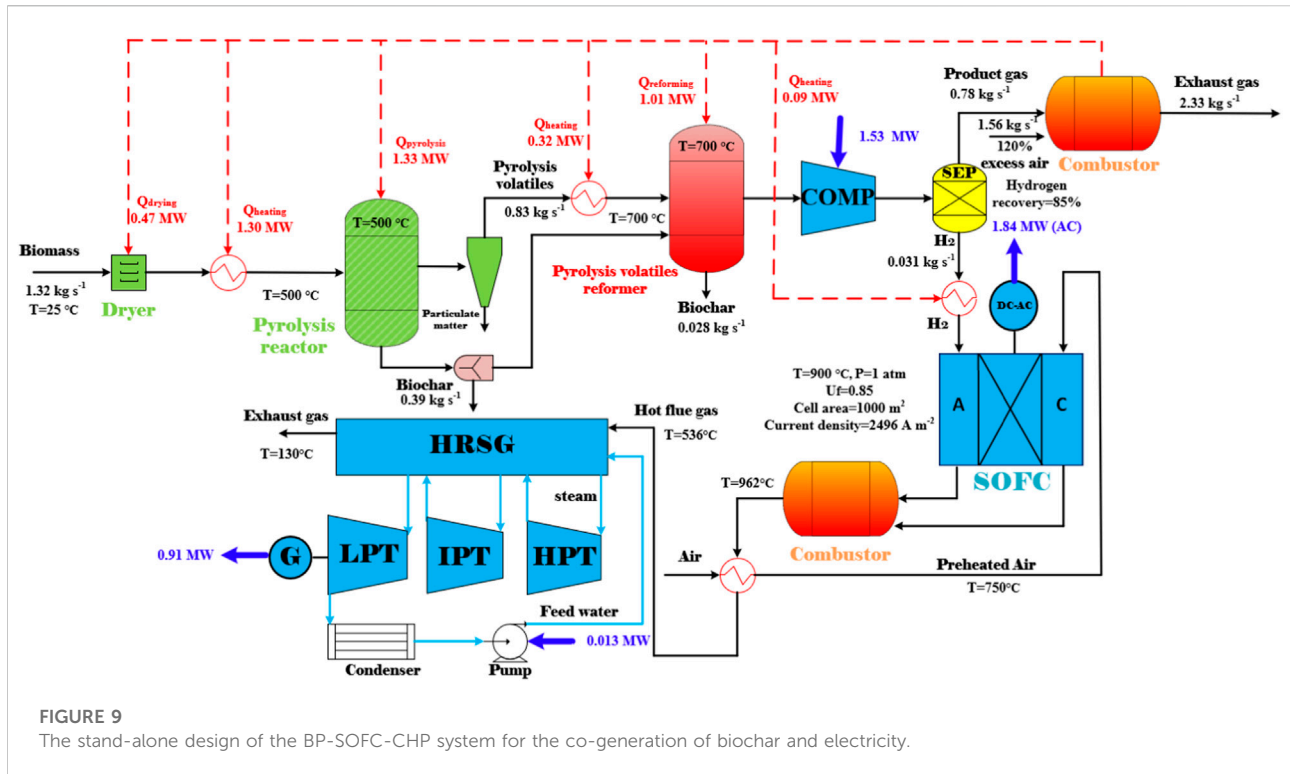 Qdrying
0.47 MW
Qheating
1.30 MW
Qpyrolysis
1.33 MW
Qheating
0.32 MW
Qreforming
1.01 MW
Qheating
0.09 MW
1.53 MW
Product gas
0.78 kg s⁻¹
1.56 kg s⁻¹
120%
excess air
Combustor
Exhaust gas
2.33 kg s⁻¹
Biomass
1.32 kg s⁻¹
T=25 °C
Dryer
T=500 °C
T=500 °C
Pyrolysis
reactor
Pyrolysis
volatiles
0.83 kg s⁻¹
Particulate
matter
T=700 °C
T=700 °C
Pyrolysis volatiles
reformer
Biochar
0.028 kg s⁻¹
COMP
SEP
Hydrogen
recovery=85%
H2
0.031 kg s⁻¹
H2
1.84 MW (AC)
DC-AC
T=900 °C, P=1 atm
Uf=0.85
Cell area=1000 m²
Current density=2496 A m⁻²
A
C
SOFC
Biochar
0.39 kg s⁻¹
Exhaust gas
T=130°C
HRSG
Hot flue gas
T=536°C
steam
T=962°C
Combustor
0.91 MW
G
LPT
IPT
HPT
Air
Preheated Air
T=750°C
Feed water
Condenser
Pump
0.013 MW
FIGURE 9
The stand-alone design of the BP-SOFC-CHP system for the co-generation of biochar and electricity.